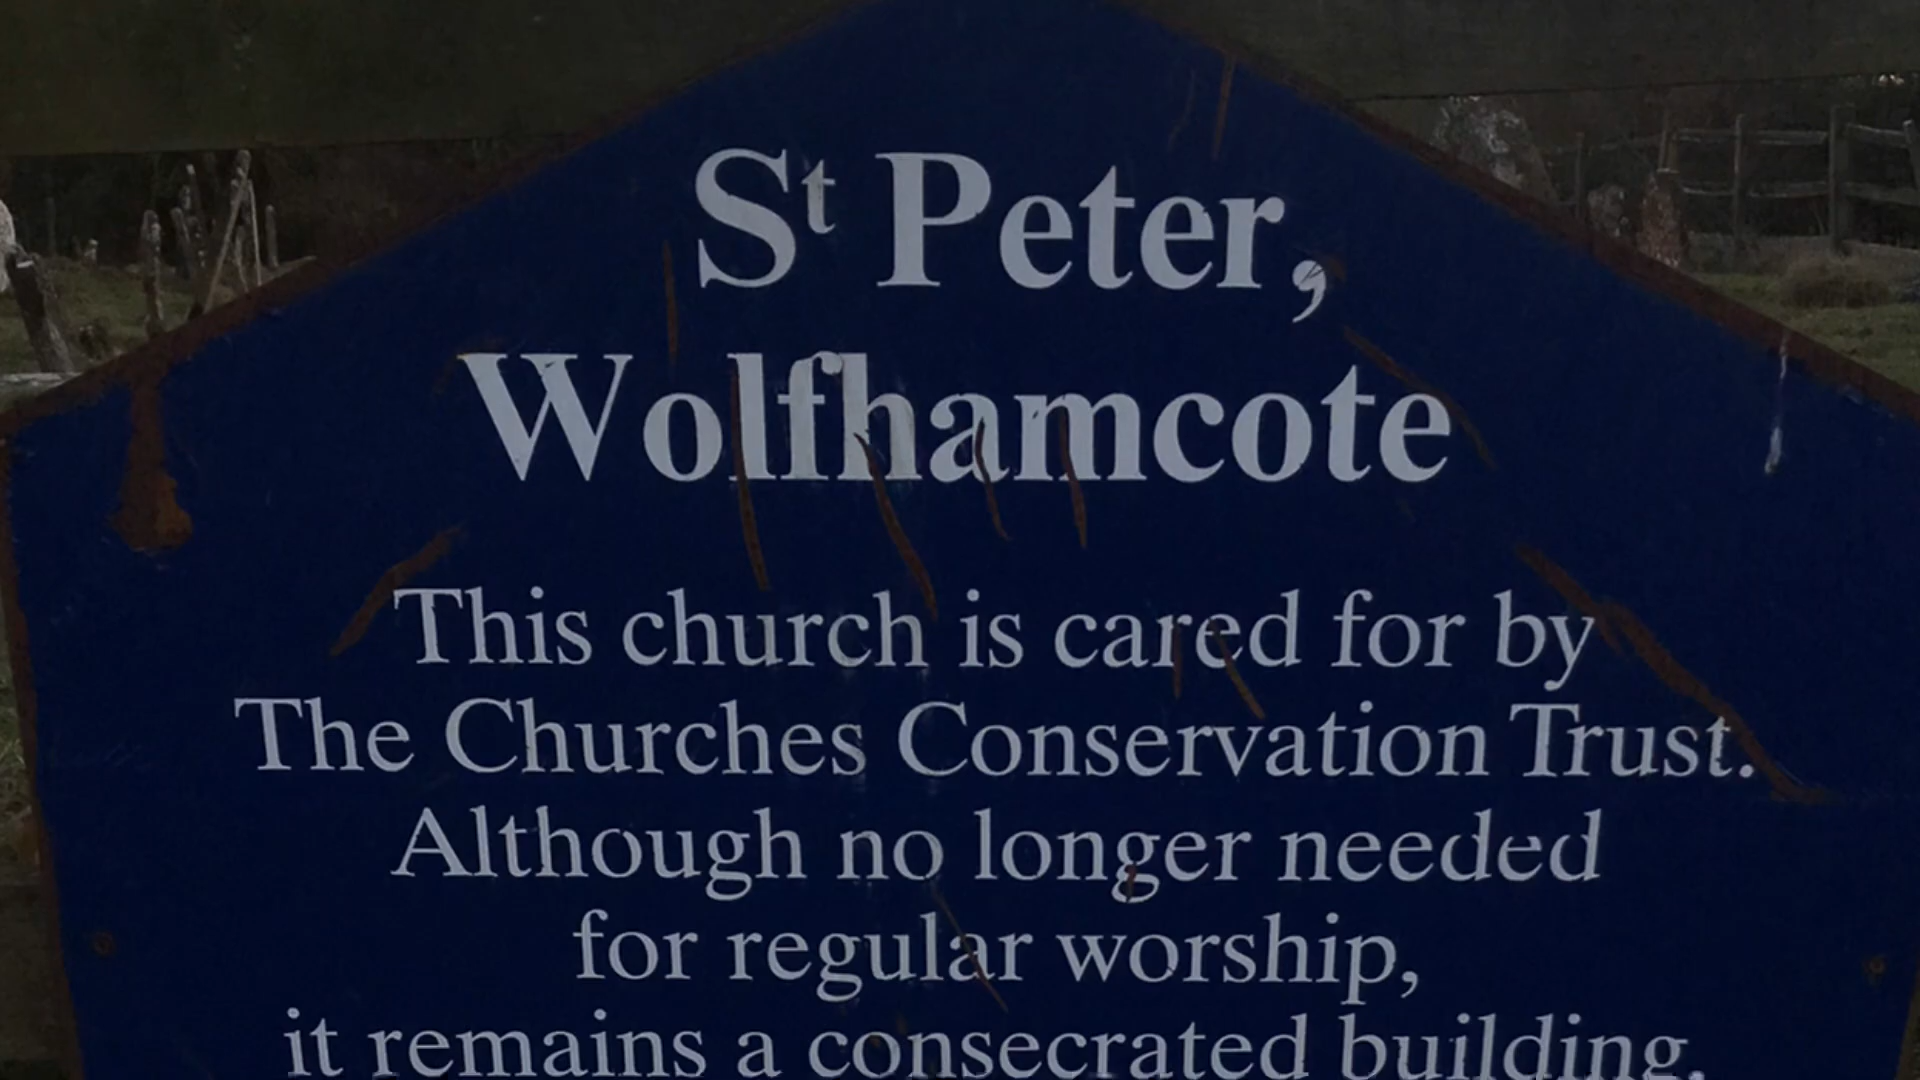 St Peter,
Wolfhamcote
This church is cared for by
The Churches Conservation Trust.
Although no longer needed
for regular worship,
it remains a consecrated building.